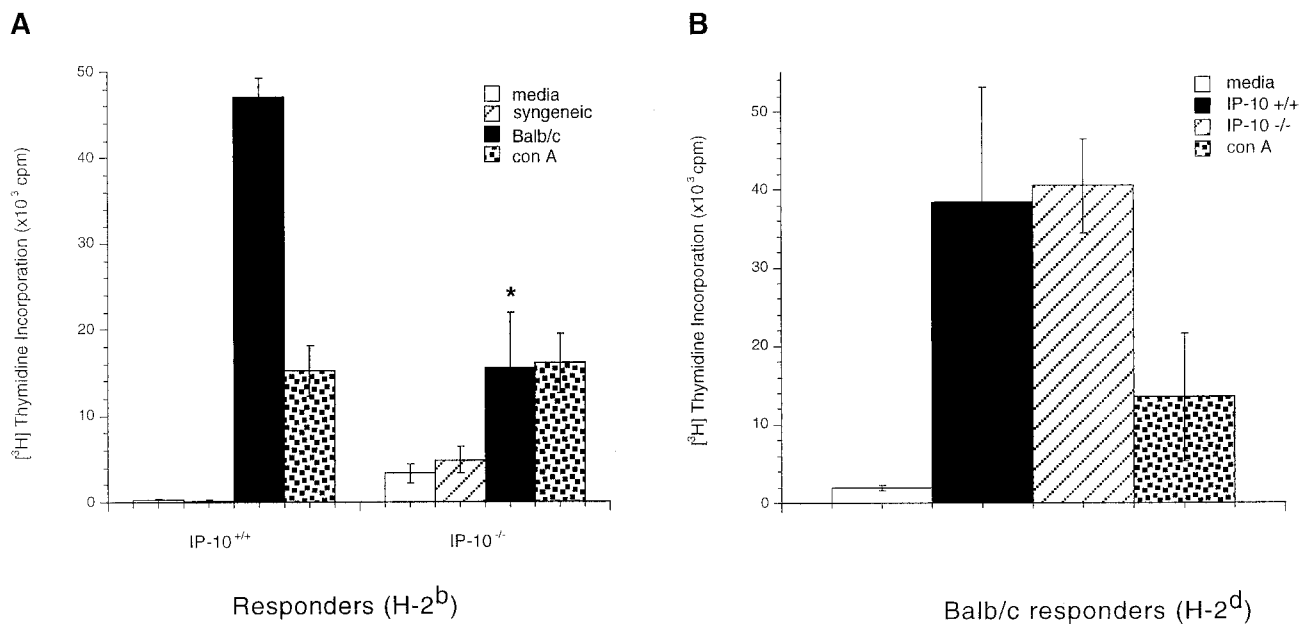 A
[³H] Thymidine Incorporation (x10⁻³ cpm)
50
40
30
20
10
0
media
syngeneic
Balb/c
con A
*
IP-10⁺/⁺
IP-10⁻/⁻
Responders (H-2ᵇ)
B
[³H] Thymidine Incorporation (x10⁻³ cpm)
50
40
30
20
10
0
media
IP-10 +/+
IP-10 -/-
con A
Balb/c responders (H-2ᵈ)